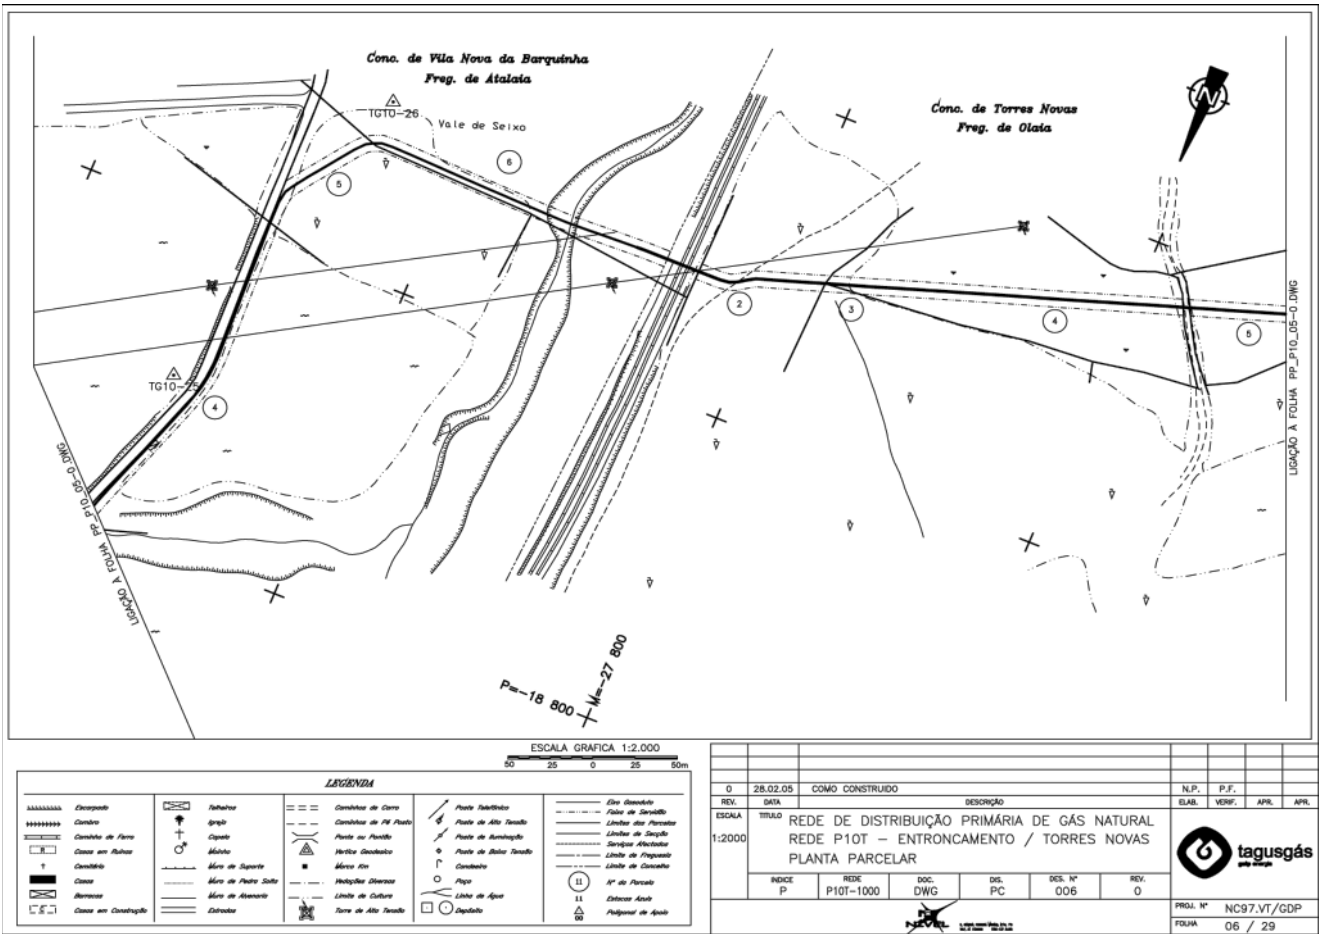 Conc. de Vila Nova da Barquinha
Freg. de Atalaia
TG10-26
Vale de Seixo
Conc. de Torres Novas
Freg. de Olaia
N
6
5
2
3
4
5
TG10-25
4
LIGAÇÃO À FOLHA PP_P10_05-0.DWG
LIGAÇÃO À FOLHA PP_P10_05-0.DWG
P=-18 800
M=-27 800
ESCALA GRAFICA 1:2.000
50 25 0 25 50m
LEGENDA
Escarpado
Combro
Caminho de Ferro
R Casas em Ruínas
Cemitério
Casas
Barracas
C Casas em Construção
Telheiros
Igreja
Capela
Moinho
Muro de Suporte
Muro de Pedra Solta
Muro de Alvenaria
Estradas
Caminhos de Carro
Caminhos de Pé Posto
Ponte ou Pontão
Vertice Geodesico
Marco Km
Vedações Diversas
Limite de Cultura
Torre de Alta Tensão
Poste Telefónico
Poste de Alta Tensão
Poste de Iluminação
Poste de Baixa Tensão
Candeeiro
Poço
Linha de Água
Depósito
Eixo Gasoduto
Faixa de Servidão
Limites das Parcelas
Limites de Secção
Serviços Afectados
Limite de Freguesia
Limite de Concelho
11 Nº da Parcela
11 Estacas Azuis
00 Poligonal de Apoio
0 28.02.05 COMO CONSTRUIDO N.P. P.F.
REV. DATA DESCRIÇÃO ELAB. VERIF. APR. APR.
ESCALA
1:2000
TITULO
REDE DE DISTRIBUIÇÃO PRIMÁRIA DE GÁS NATURAL
REDE P10T – ENTRONCAMENTO / TORRES NOVAS
PLANTA PARCELAR
INDICE REDE DOC. DES. Nº REV.
P P10T-1000 DWG PC 006 0
tagusgás
NIVEL
PROJ. Nº NC97.VT/GDP
FOLHA 06 / 29